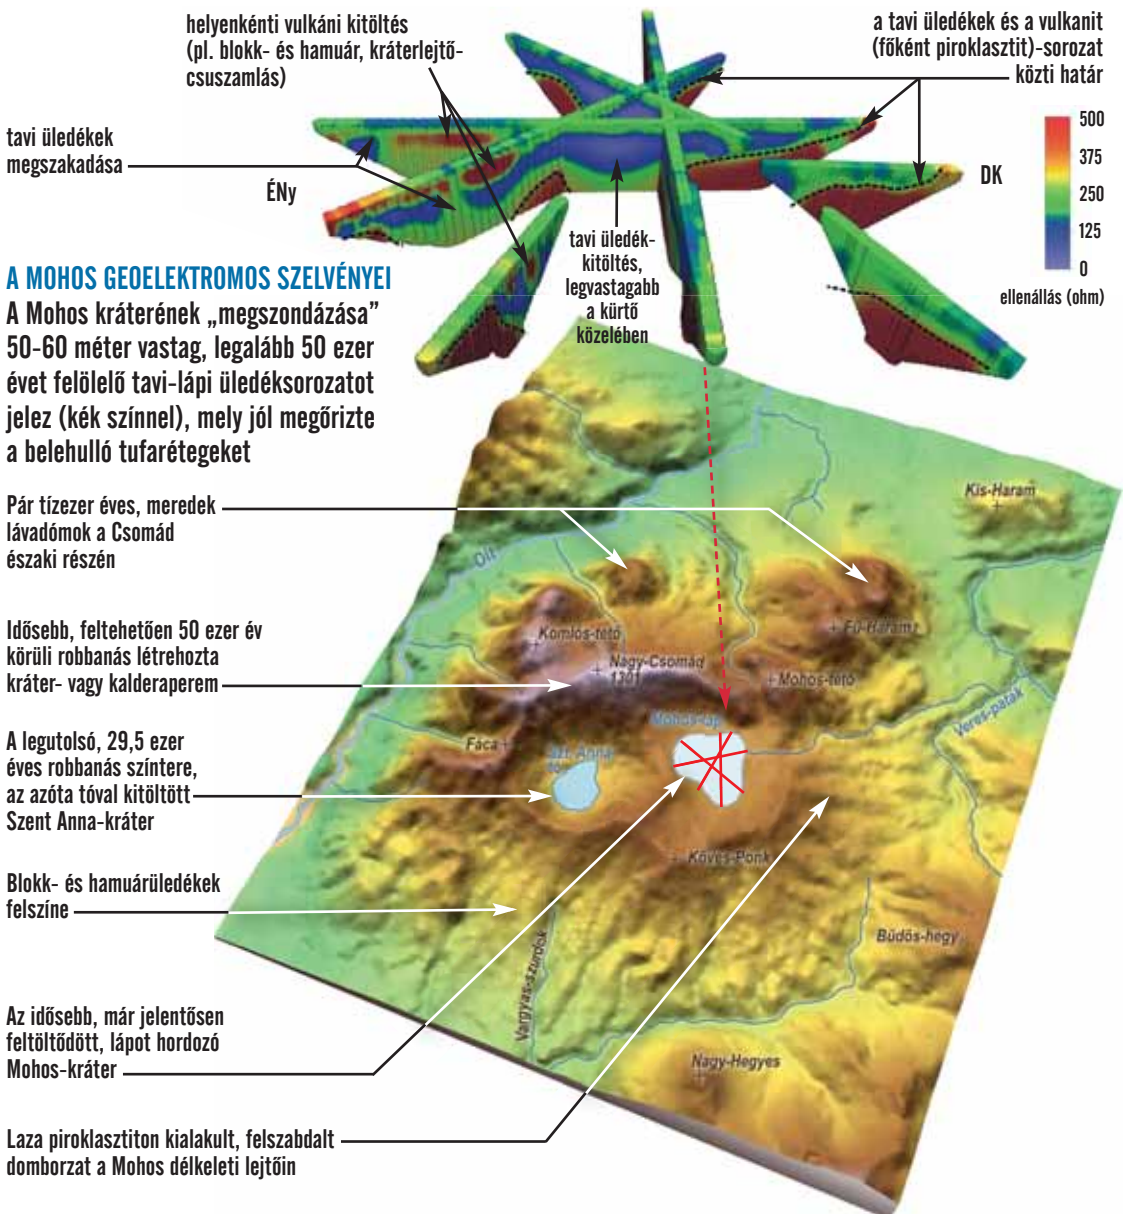 helyenkénti vulkáni kitöltés
(pl. blokk- és hamuár, kráterlejtő-
csuszamlás)
a tavi üledékek és a vulkanit
(főként piroklasztit)-sorozat
közti határ
tavi üledékek
megszakadása
ÉNy
DK
500
375
250
125
0
ellenállás (ohm)
tavi üledék-
kitöltés,
legvastagabb
a kürtő
közelében
A MOHOS GEOELEKTROMOS SZELVÉNYEI
A Mohos kráterének „megszondázása”
50-60 méter vastag, legalább 50 ezer
évet felölelő tavi-lápi üledéksorozatot
jelez (kék színnel), mely jól megőrizte
a belehulló tufarétegeket
Pár tízezer éves, meredek
lávadómok a Csomád
északi részén
Kis-Haram
Olt
Idősebb, feltehetően 50 ezer év
körüli robbanás létrehozta
kráter- vagy kalderaperem
Komlós-tető
Fű-Harama
Nagy-Csomád
1301
Mohos-tető
Mohos-láp
Veres-patak
A legutolsó, 29,5 ezer
éves robbanás színtere,
az azóta tóval kitöltött
Szent Anna-kráter
Fáca
Szt. Anna-
Köves-Ponk
Blokk- és hamuárüledékek
felszíne
Vargyas-szurdok
Büdös-hegy
Az idősebb, már jelentősen
feltöltődött, lápot hordozó
Mohos-kráter
Nagy-Hegyes
Laza piroklasztiton kialakult, felszabdalt
domborzat a Mohos délkeleti lejtőin